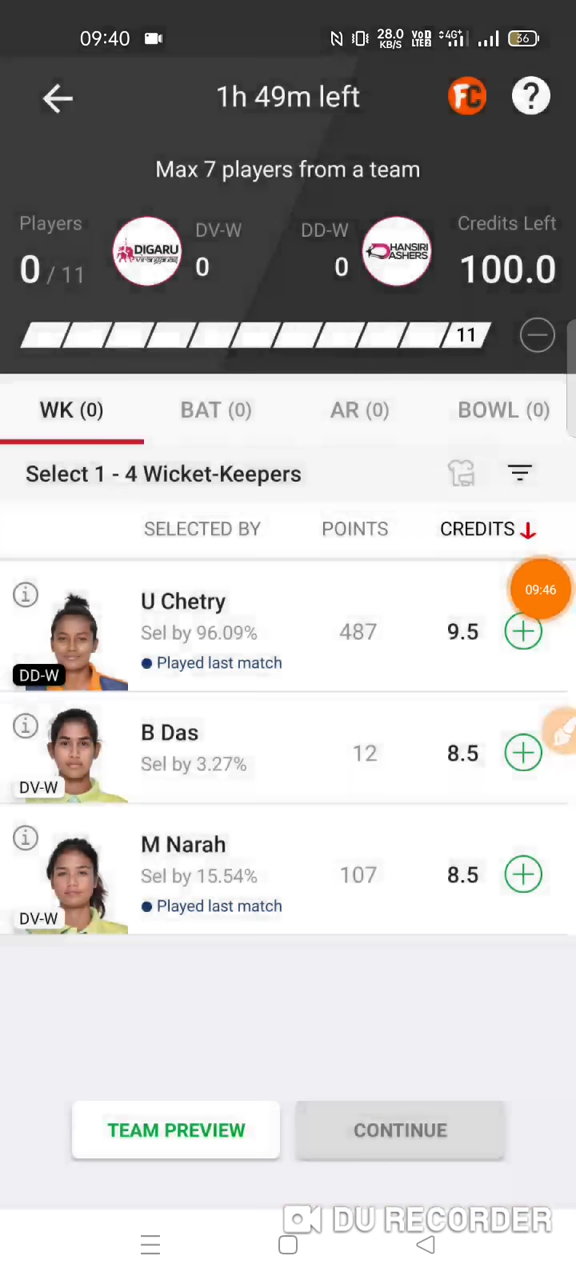 09:40
28.0 KB/S
VoD LTE2
4G+
36
1h 49m left
FC
?
Max 7 players from a team
Players
DV-W
DD-W
Credits Left
0 / 11
DIGARU
Virangnas
0
0
DHANSIRI
DASHERS
100.0
11
WK (0)
BAT (0)
AR (0)
BOWL (0)
Select 1 - 4 Wicket-Keepers
SELECTED BY
POINTS
CREDITS
09:46
i
U Chetry
Sel by 96.09%
487
9.5
Played last match
DD-W
i
B Das
Sel by 3.27%
12
8.5
DV-W
i
M Narah
Sel by 15.54%
107
8.5
Played last match
DV-W
TEAM PREVIEW
CONTINUE
DU RECORDER